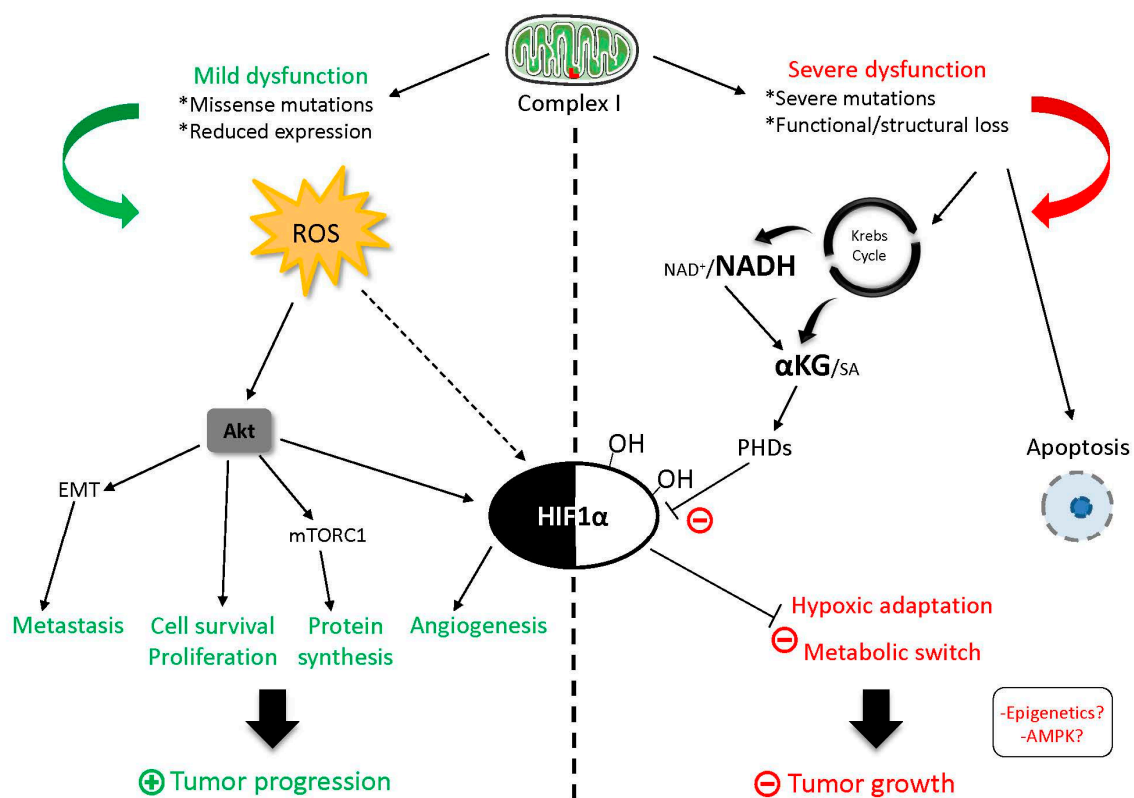 Complex I
Mild dysfunction
*Missense mutations
*Reduced expression
ROS
Akt
EMT
mTORC1
Metastasis
Cell survival
Proliferation
Protein
synthesis
Angiogenesis
⊕ Tumor progression
Severe dysfunction
*Severe mutations
*Functional/structural loss
Krebs
Cycle
NAD⁺/NADH
αKG/SA
PHDs
OH
OH
HIF1α
⊖
Apoptosis
Hypoxic adaptation
⊖
Metabolic switch
-Epigenetics?
-AMPK?
⊖ Tumor growth